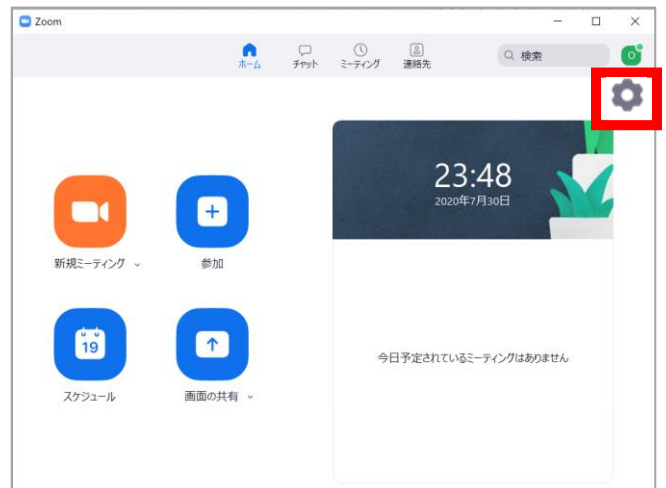 Zoom
ホーム
チャット
ミーティング
連絡先
検索
O
23:48
2020年7月30日
新規ミーティング
参加
19
スケジュール
画面の共有
今日予定されているミーティングはありません